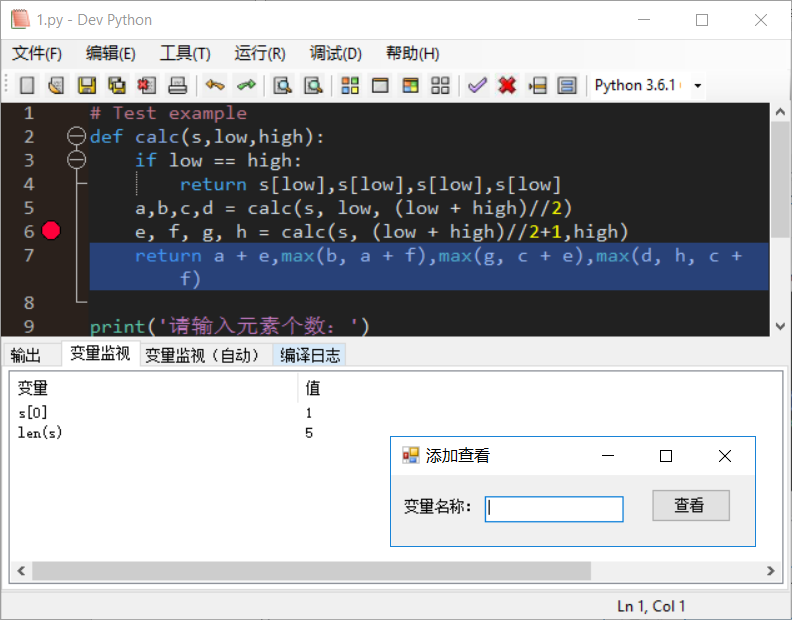 1.py - Dev Python
文件(F) 编辑(E) 工具(T) 运行(R) 调试(D) 帮助(H)
Python 3.6.1
1 # Test example
2 def calc(s,low,high):
3 if low == high:
4 return s[low],s[low],s[low],s[low]
5 a,b,c,d = calc(s, low, (low + high)//2)
6 e, f, g, h = calc(s, (low + high)//2+1,high)
7 return a + e,max(b, a + f),max(g, c + e),max(d, h, c +
f)
8
9 print('请输入元素个数：')
输出 变量监视 变量监视（自动） 编译日志
变量 值
s[0] 1
len(s) 5
添加查看
变量名称： 查看
Ln 1, Col 1